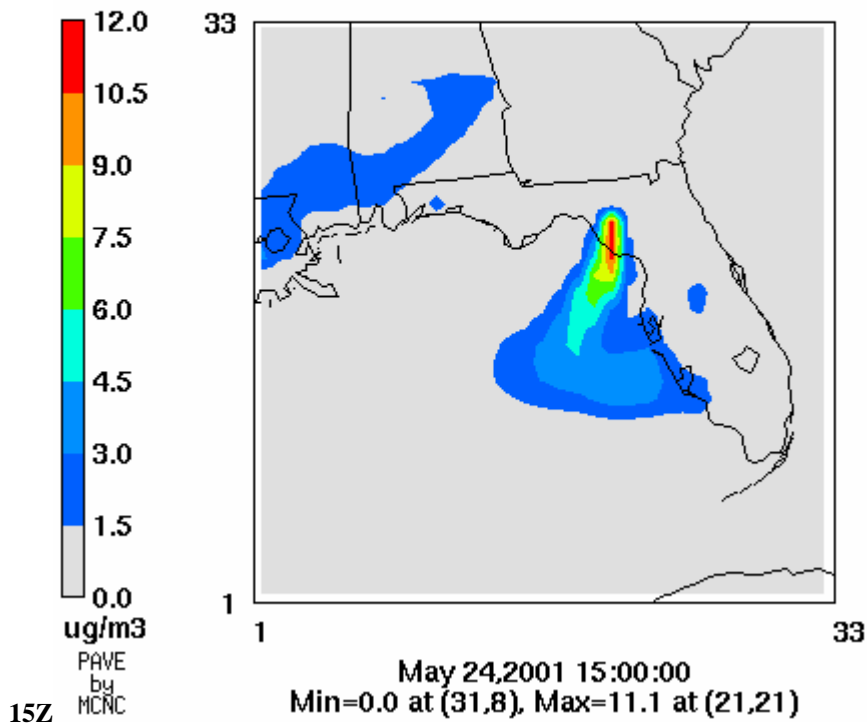 12.0
10.5
9.0
7.5
6.0
4.5
3.0
1.5
0.0
ug/m3
PAVE
by
MCNC
15Z
33
1
1
33
May 24,2001 15:00:00
Min=0.0 at (31,8), Max=11.1 at (21,21)